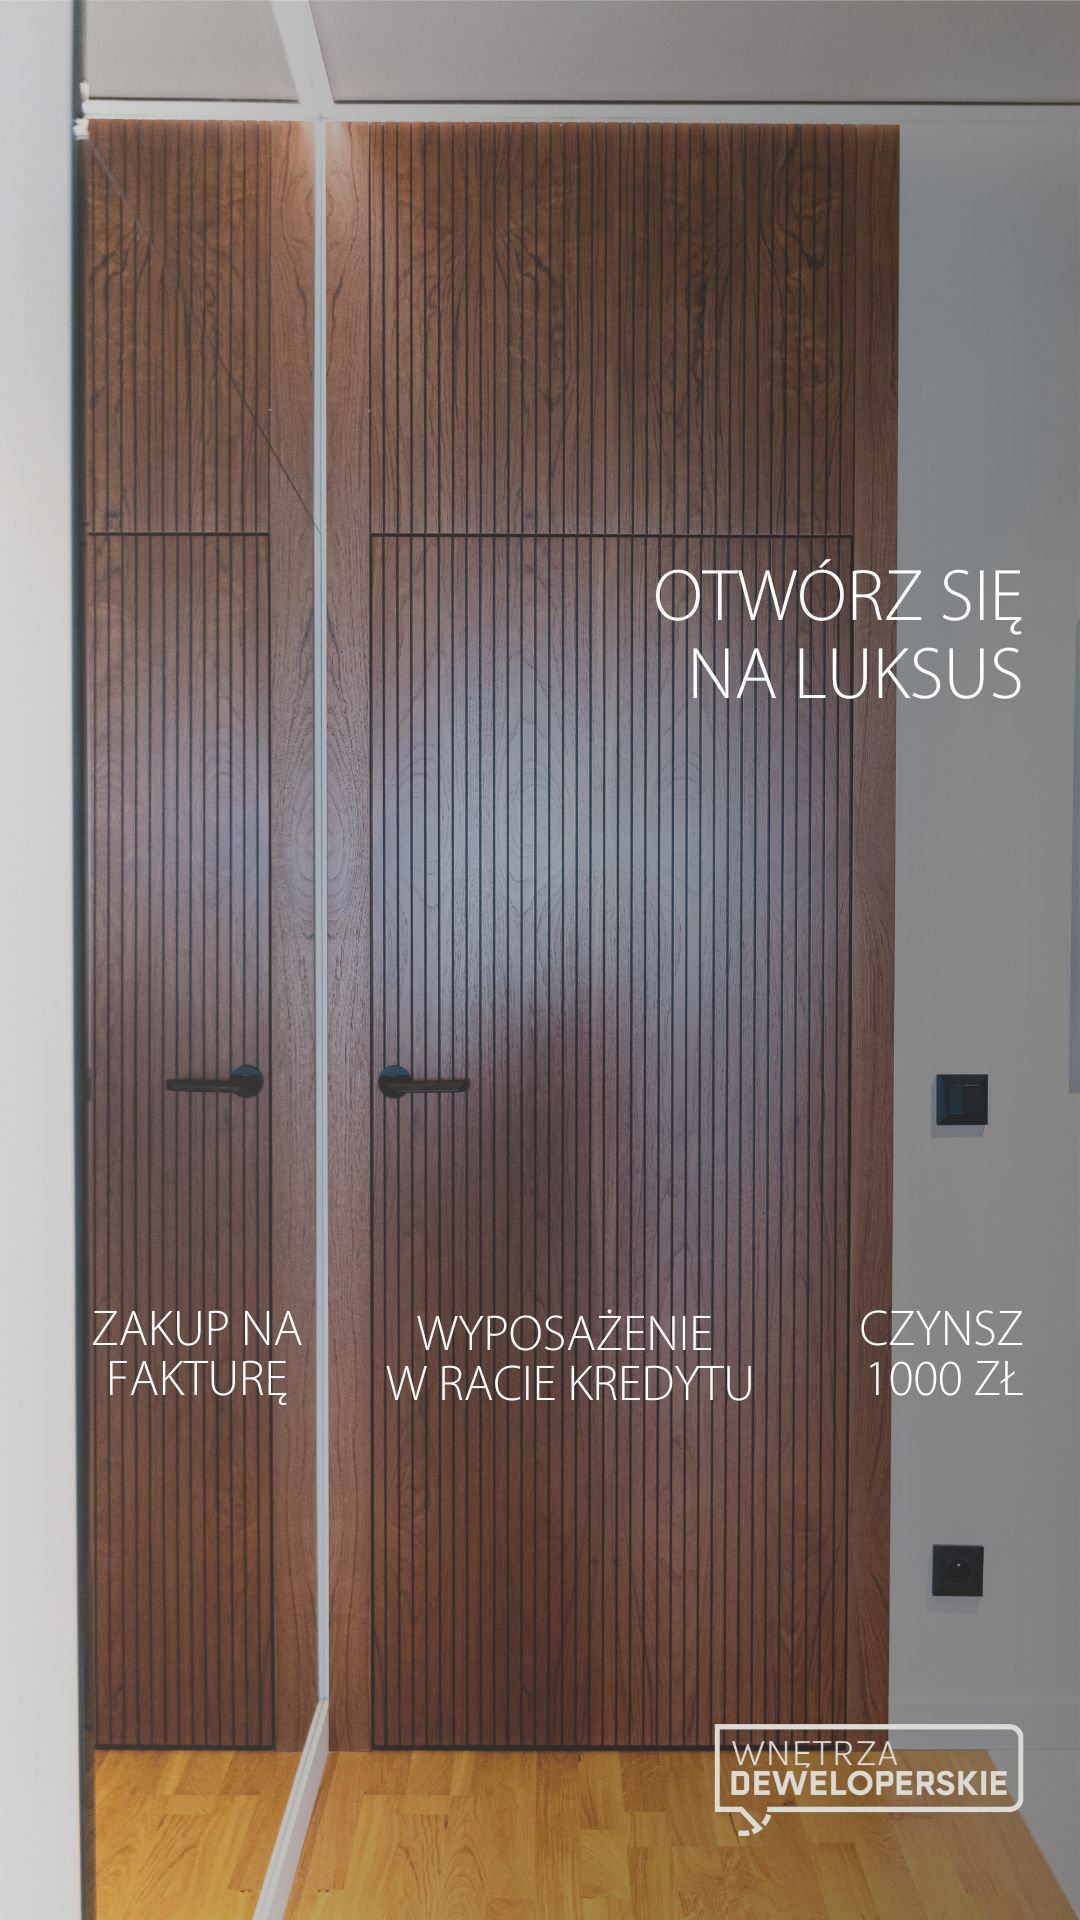 OTWÓRZ SIĘ
NA LUKSUS
ZAKUP NA
FAKTURĘ
WYPOSAŻENIE
W RACIE KREDYTU
CZYNSZ
1000 ZŁ
WNĘTRZA
DEWELOPERSKIE